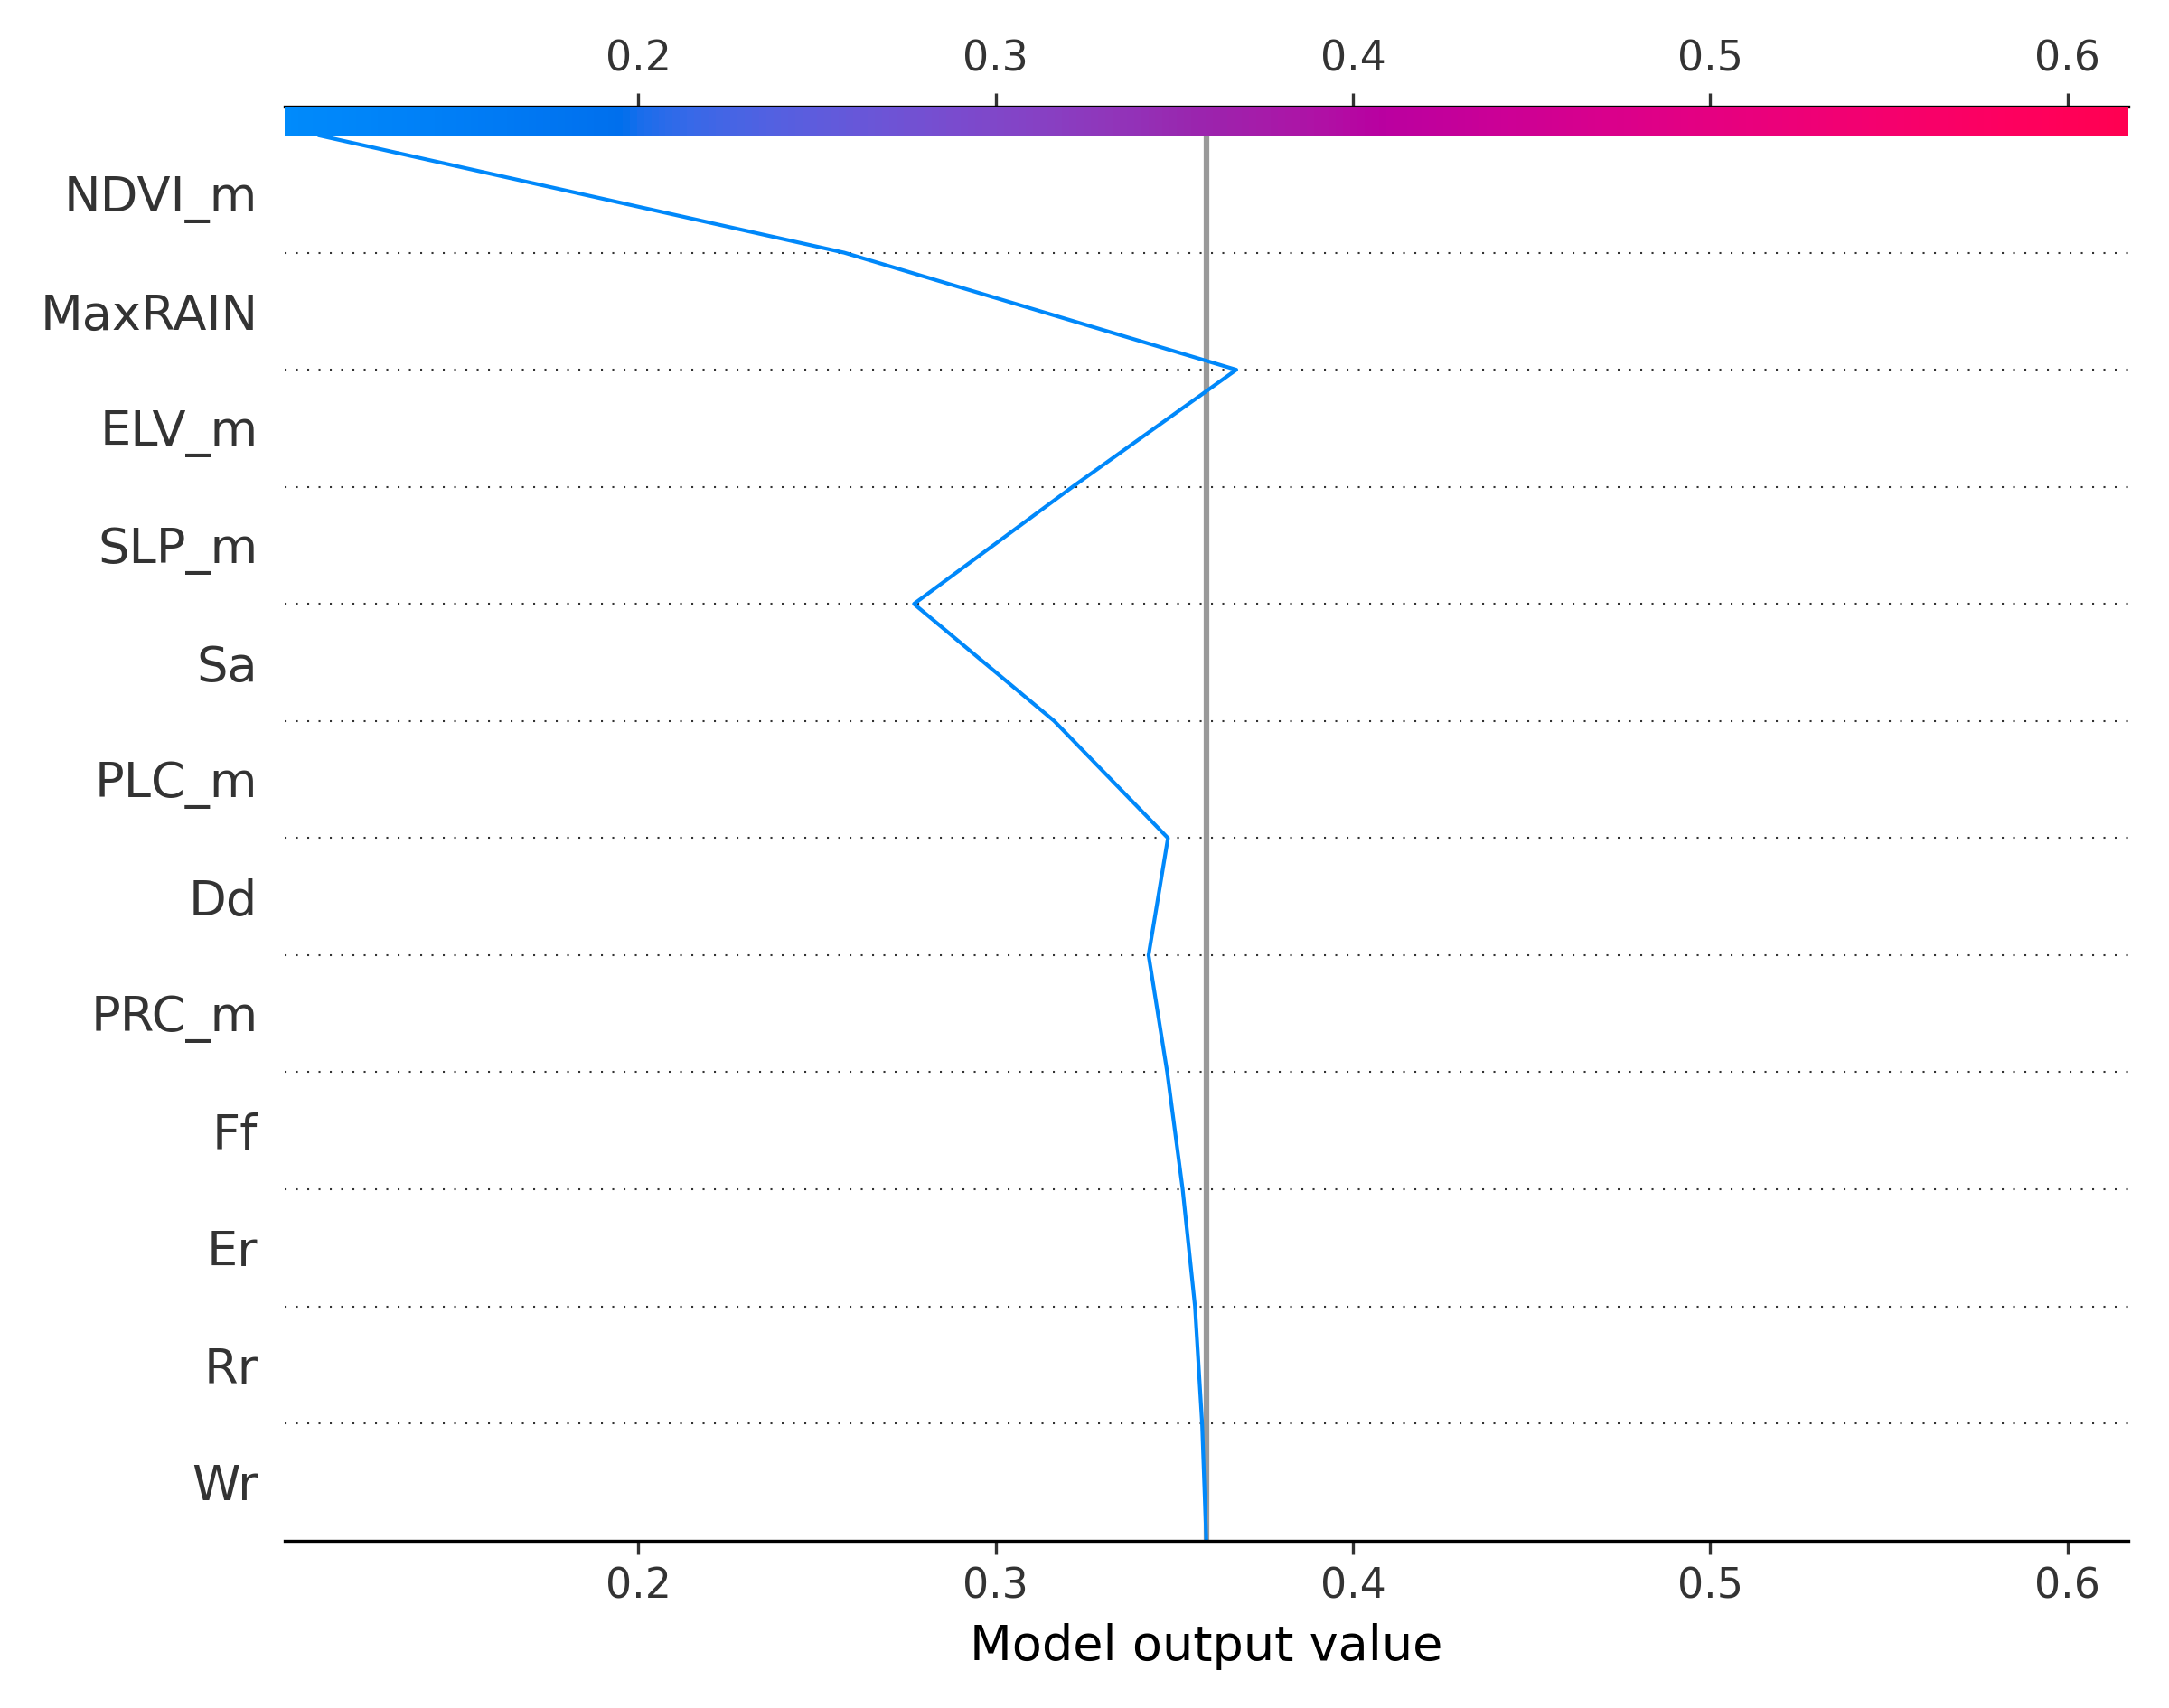 0.2 0.3 0.4 0.5 0.6
NDVI_m
MaxRAIN
ELV_m
SLP_m
Sa
PLC_m
Dd
PRC_m
Ff
Er
Rr
Wr
0.2 0.3 0.4 0.5 0.6
Model output value